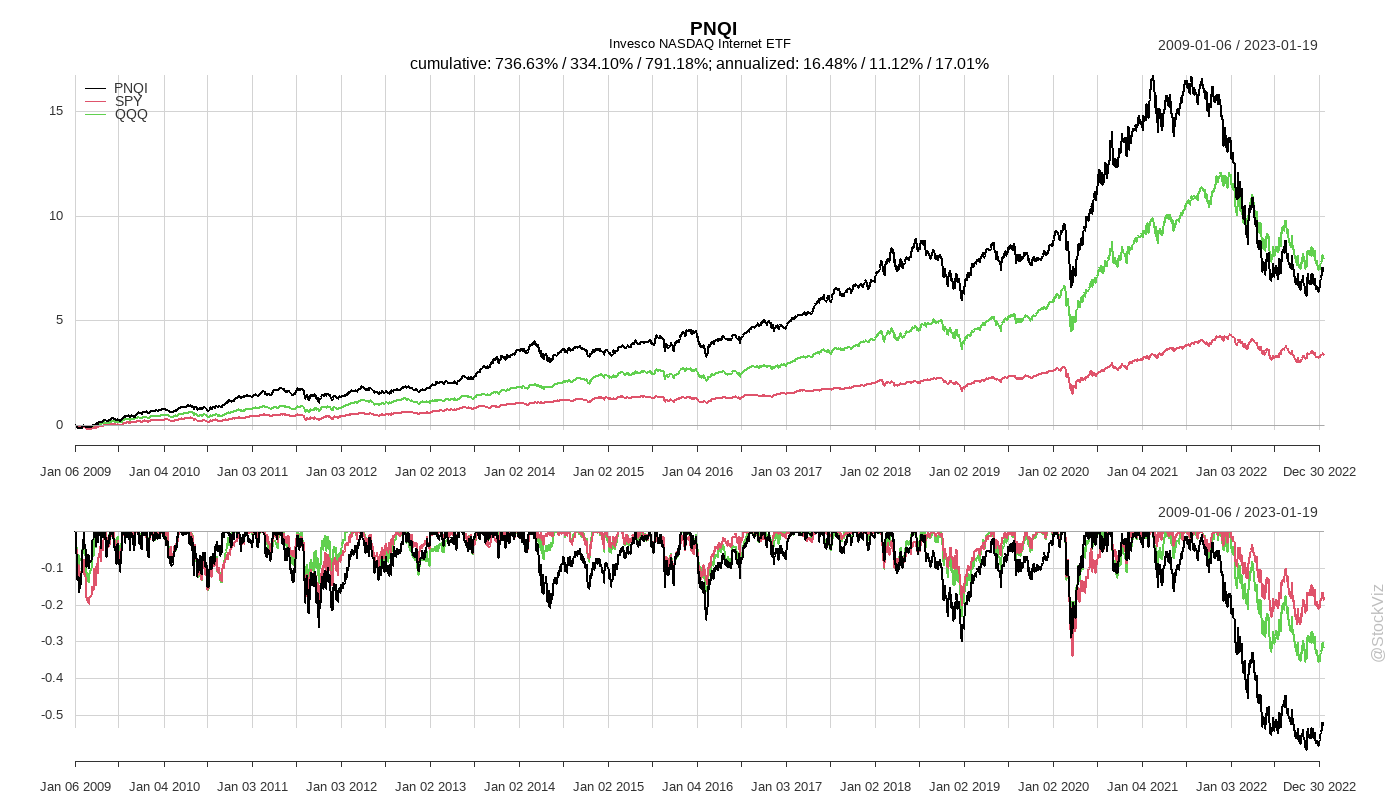 PNQI
Invesco NASDAQ Internet ETF
2009-01-06 / 2023-01-19
cumulative: 736.63% / 334.10% / 791.18%; annualized: 16.48% / 11.12% / 17.01%
PNQI
SPY
QQQ
15
10
5
0
Jan 06 2009 Jan 04 2010 Jan 03 2011 Jan 03 2012 Jan 02 2013 Jan 02 2014 Jan 02 2015 Jan 04 2016 Jan 03 2017 Jan 02 2018 Jan 02 2019 Jan 02 2020 Jan 04 2021 Jan 03 2022 Dec 30 2022
2009-01-06 / 2023-01-19
-0.1
-0.2
-0.3
-0.4
-0.5
Jan 06 2009 Jan 04 2010 Jan 03 2011 Jan 03 2012 Jan 02 2013 Jan 02 2014 Jan 02 2015 Jan 04 2016 Jan 03 2017 Jan 02 2018 Jan 02 2019 Jan 02 2020 Jan 04 2021 Jan 03 2022 Dec 30 2022
@StockViz